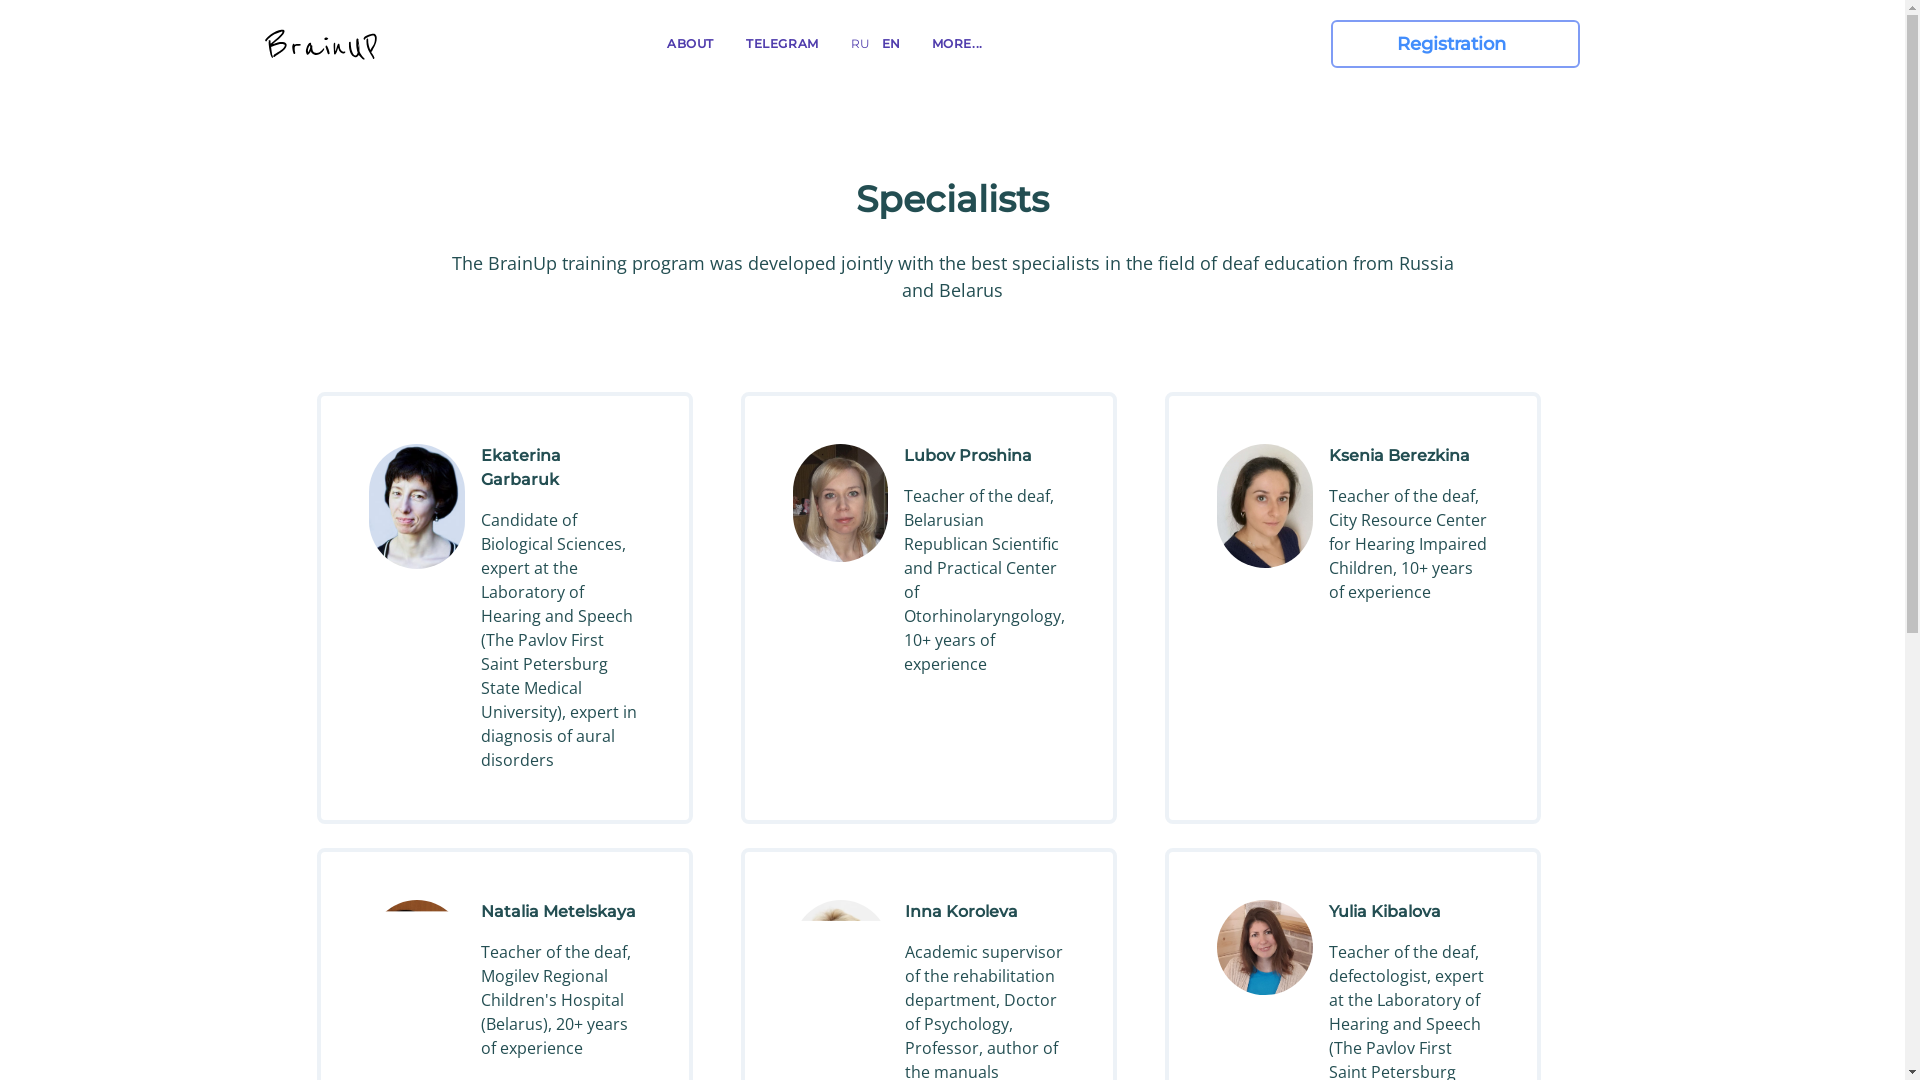 BrainUP
ABOUT
TELEGRAM
RU
EN
MORE...
Registration
Specialists
The BrainUp training program was developed jointly with the best specialists in the field of deaf education from Russia
and Belarus
Ekaterina
Garbaruk
Candidate of
Biological Sciences,
expert at the
Laboratory of
Hearing and Speech
(The Pavlov First
Saint Petersburg
State Medical
University), expert in
diagnosis of aural
disorders
Lubov Proshina
Teacher of the deaf,
Belarusian
Republican Scientific
and Practical Center
of
Otorhinolaryngology,
10+ years of
experience
Ksenia Berezkina
Teacher of the deaf,
City Resource Center
for Hearing Impaired
Children, 10+ years
of experience
Natalia Metelskaya
Teacher of the deaf,
Mogilev Regional
Children's Hospital
(Belarus), 20+ years
of experience
Inna Koroleva
Academic supervisor
of the rehabilitation
department, Doctor
of Psychology,
Professor, author of
the manuals
Yulia Kibalova
Teacher of the deaf,
defectologist, expert
at the Laboratory of
Hearing and Speech
(The Pavlov First
Saint Petersburg